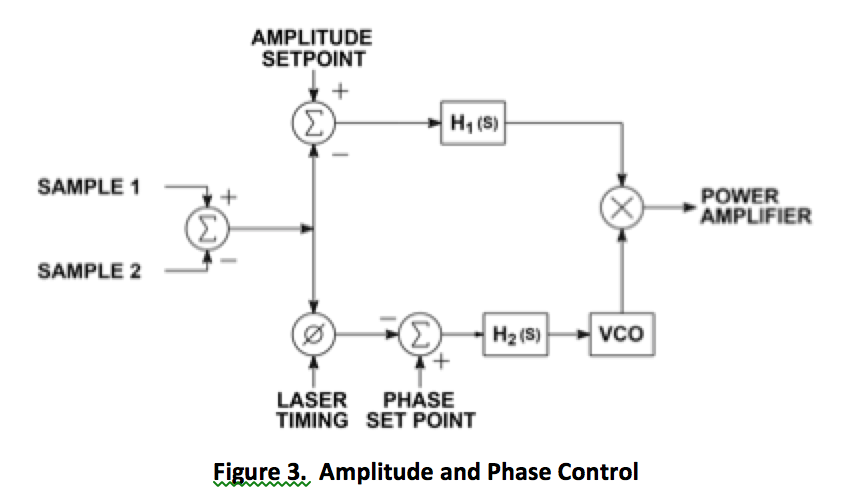 AMPLITUDE
SETPOINT
+
Σ
H₁ (S)
−
SAMPLE 1
+
Σ
X
POWER
AMPLIFIER
SAMPLE 2
−
−
Ø
Σ
H₂ (S)
VCO
+
LASER
TIMING
PHASE
SET POINT
Figure 3. Amplitude and Phase Control